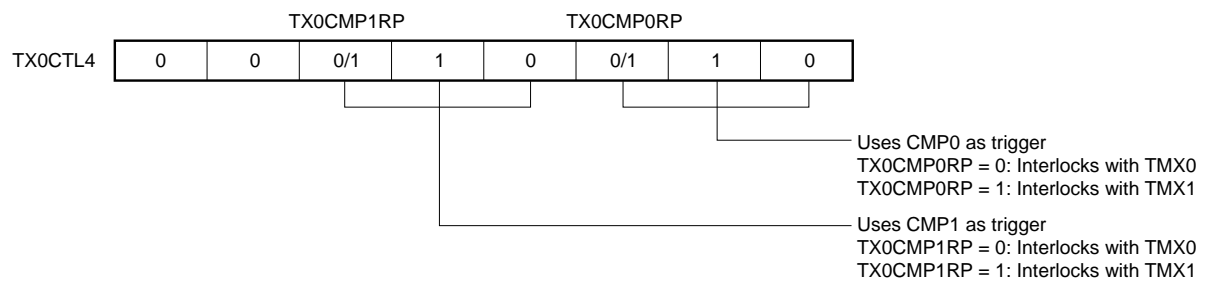 TX0CMP1RP TX0CMP0RP
TX0CTL4 0 0 0/1 1 0 0/1 1 0
Uses CMP0 as trigger
TX0CMP0RP = 0: Interlocks with TMX0
TX0CMP0RP = 1: Interlocks with TMX1
Uses CMP1 as trigger
TX0CMP1RP = 0: Interlocks with TMX0
TX0CMP1RP = 1: Interlocks with TMX1